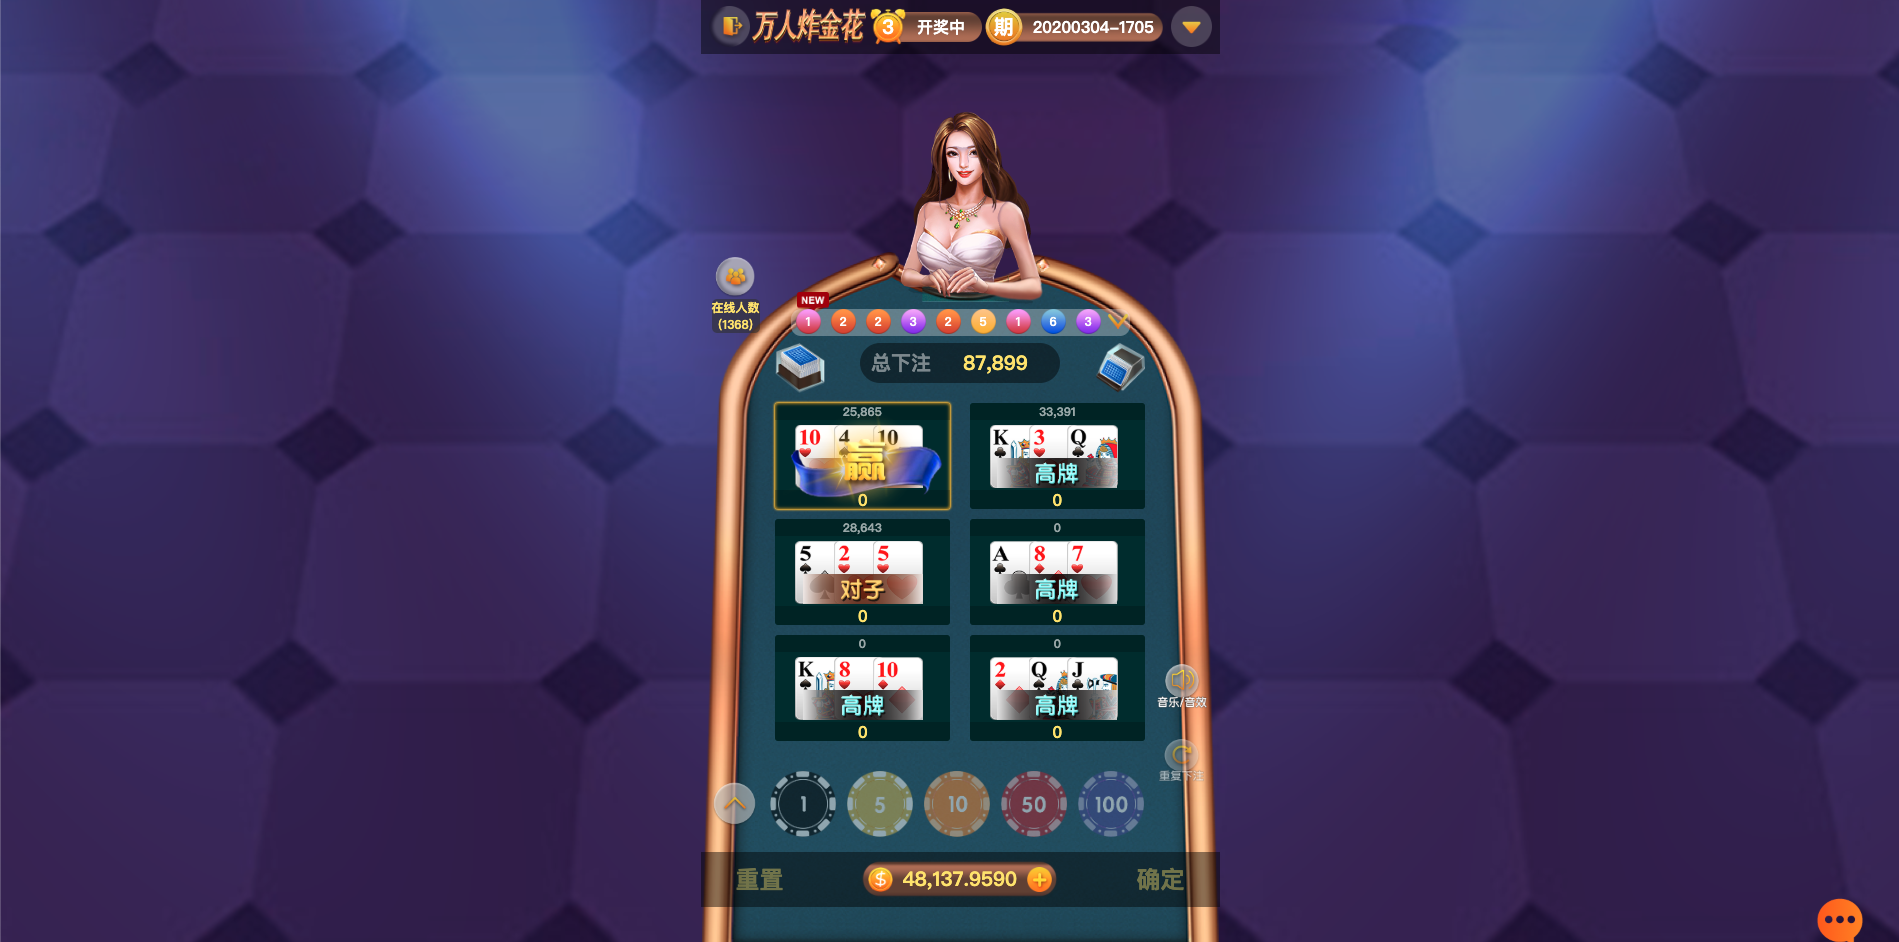 万人炸金花 3 开奖中 期 20200304-1705
在线人数
(1368)
NEW
1 2 2 3 2 5 1 6 3
总下注 87,899
25,865 33,391
10 4 10 K 3 Q
赢 高牌
0 0
28,643 0
5 2 5 A 8 7
对子 高牌
0 0
0 0
K 8 10 2 Q J
高牌 高牌
0 0
音乐/音效
重复下注
1 5 10 50 100
重置 $ 48,137.9590 + 确定